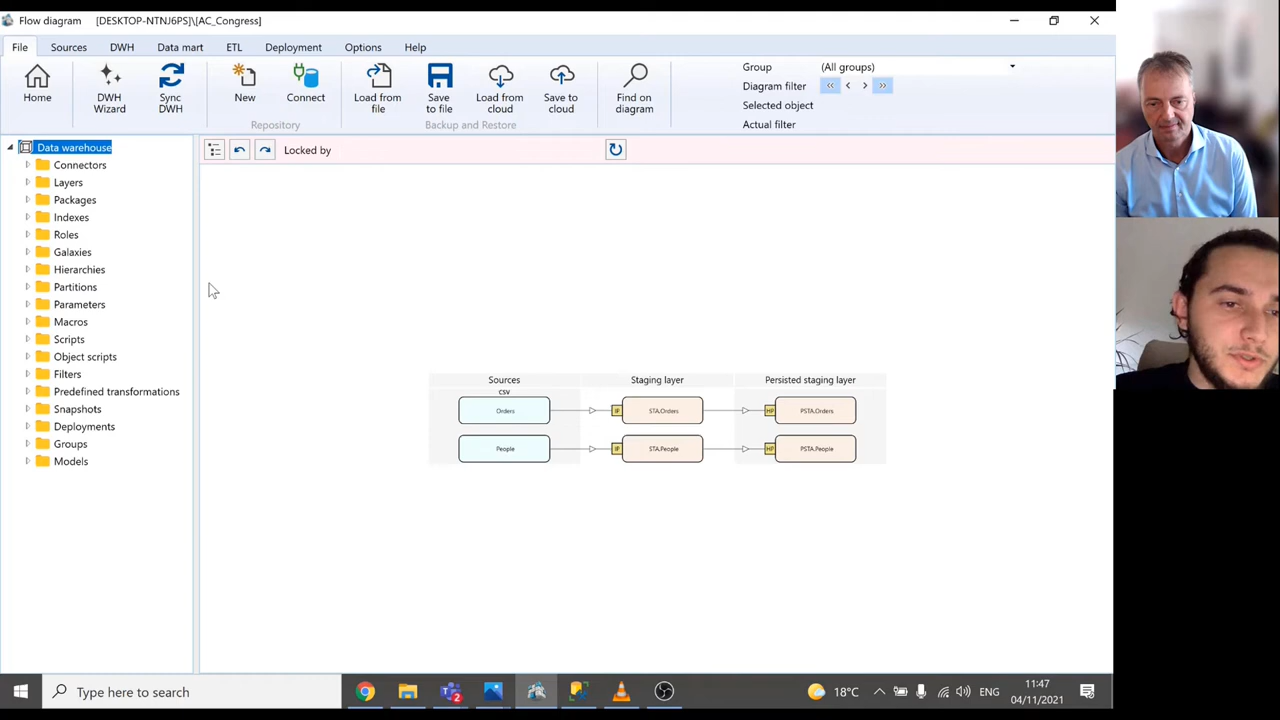 Flow diagram [DESKTOP-NTNJ6PS]\[AC_Congress]
File Sources DWH Data mart ETL Deployment Options Help
Home
DWH
Wizard
Sync
DWH
New
Connect
Repository
Load from
file
Save
to file
Load from
cloud
Save to
cloud
Backup and Restore
Find on
diagram
Group (All groups)
Diagram filter
Selected object
Actual filter
Locked by
Data warehouse
Connectors
Layers
Packages
Indexes
Roles
Galaxies
Hierarchies
Partitions
Parameters
Macros
Scripts
Object scripts
Filters
Predefined transformations
Snapshots
Deployments
Groups
Models
Sources Staging layer Persisted staging layer
csv
Orders IP STA.Orders HP PSTA.Orders
People IP STA.People HP PSTA.People
Type here to search
2
18°C
ENG
11:47
04/11/2021